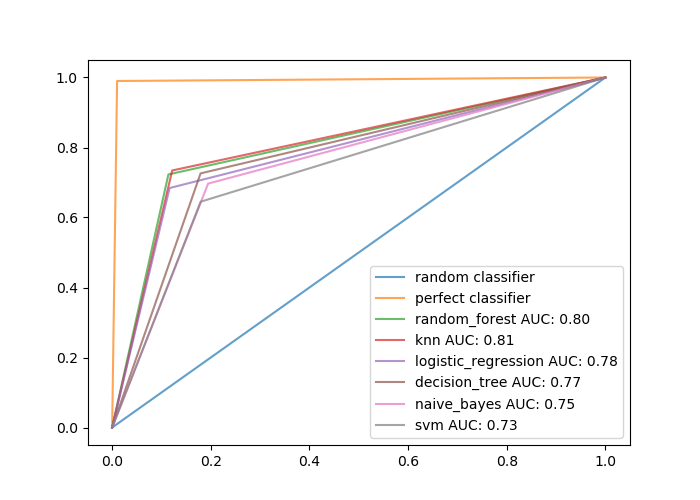 1.0
0.8
0.6
0.4
0.2
0.0
random classifier
perfect classifier
random_forest AUC: 0.80
knn AUC: 0.81
logistic_regression AUC: 0.78
decision_tree AUC: 0.77
naive_bayes AUC: 0.75
svm AUC: 0.73
0.0 0.2 0.4 0.6 0.8 1.0